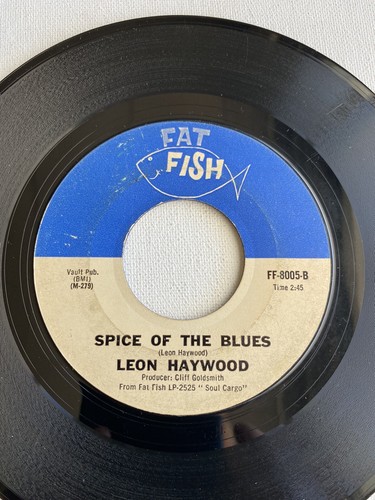 FAT
FISH
Vault Pub.
(BMI)
(M-279)
FF-8005-B
Time 2:45
SPICE OF THE BLUES
(Leon Haywood)
LEON HAYWOOD
Producer: Cliff Goldsmith
From Fat Fish LP-2525 "Soul Cargo"